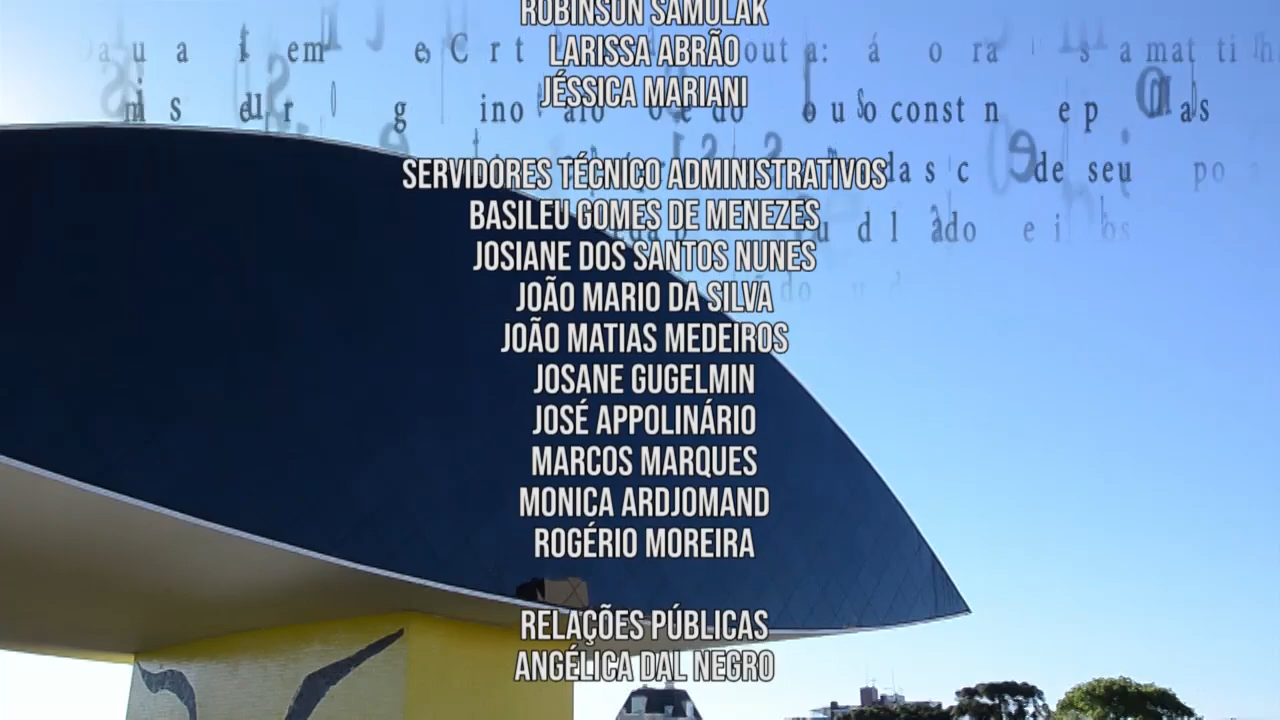 ROBINSON SAMULAK
LARISSA ABRÃO
JÉSSICA MARIANI
SERVIDORES TÉCNICO ADMINISTRATIVOS
BASILEU GOMES DE MENEZES
JOSIANE DOS SANTOS NUNES
JOÃO MARIO DA SILVA
JOÃO MATIAS MEDEIROS
JOSANE GUGELMIN
JOSÉ APPOLINÁRIO
MARCOS MARQUES
MONICA ARDJOMAND
ROGÉRIO MOREIRA
RELAÇÕES PÚBLICAS
ANGÉLICA DAL NEGRO